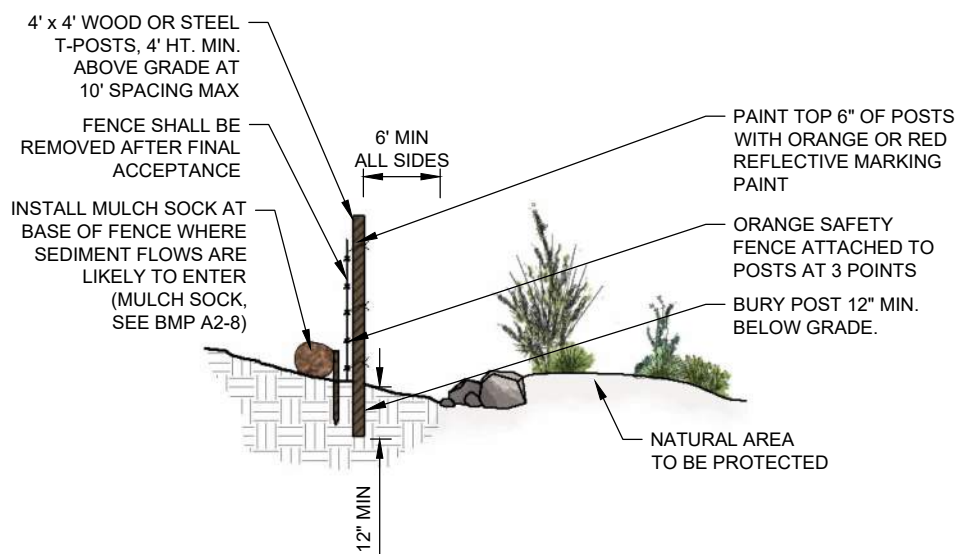 4' x 4' WOOD OR STEEL
T-POSTS, 4' HT. MIN.
ABOVE GRADE AT
10' SPACING MAX
FENCE SHALL BE
REMOVED AFTER FINAL
ACCEPTANCE
INSTALL MULCH SOCK AT
BASE OF FENCE WHERE
SEDIMENT FLOWS ARE
LIKELY TO ENTER
(MULCH SOCK,
SEE BMP A2-8)
6' MIN
ALL SIDES
PAINT TOP 6" OF POSTS
WITH ORANGE OR RED
REFLECTIVE MARKING
PAINT
ORANGE SAFETY
FENCE ATTACHED TO
POSTS AT 3 POINTS
BURY POST 12" MIN.
BELOW GRADE.
NATURAL AREA
TO BE PROTECTED
12" MIN